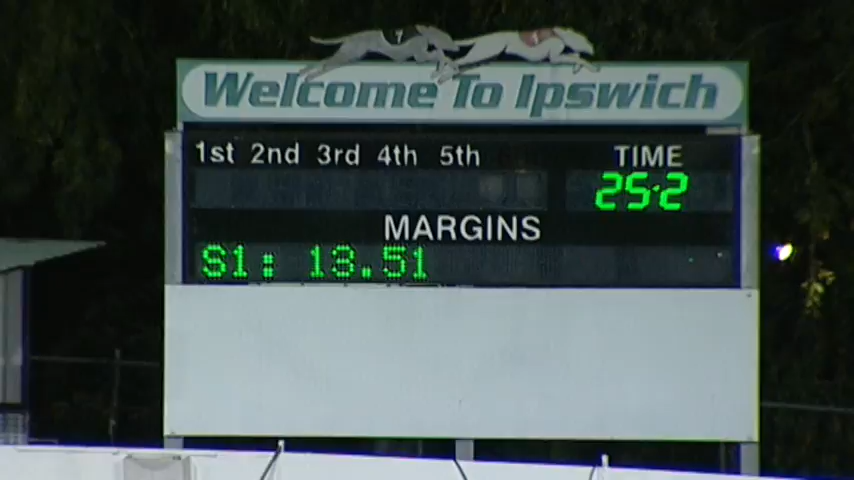 Welcome To Ipswich
1st 2nd 3rd 4th 5th TIME
25.2
MARGINS
S1: 13.51